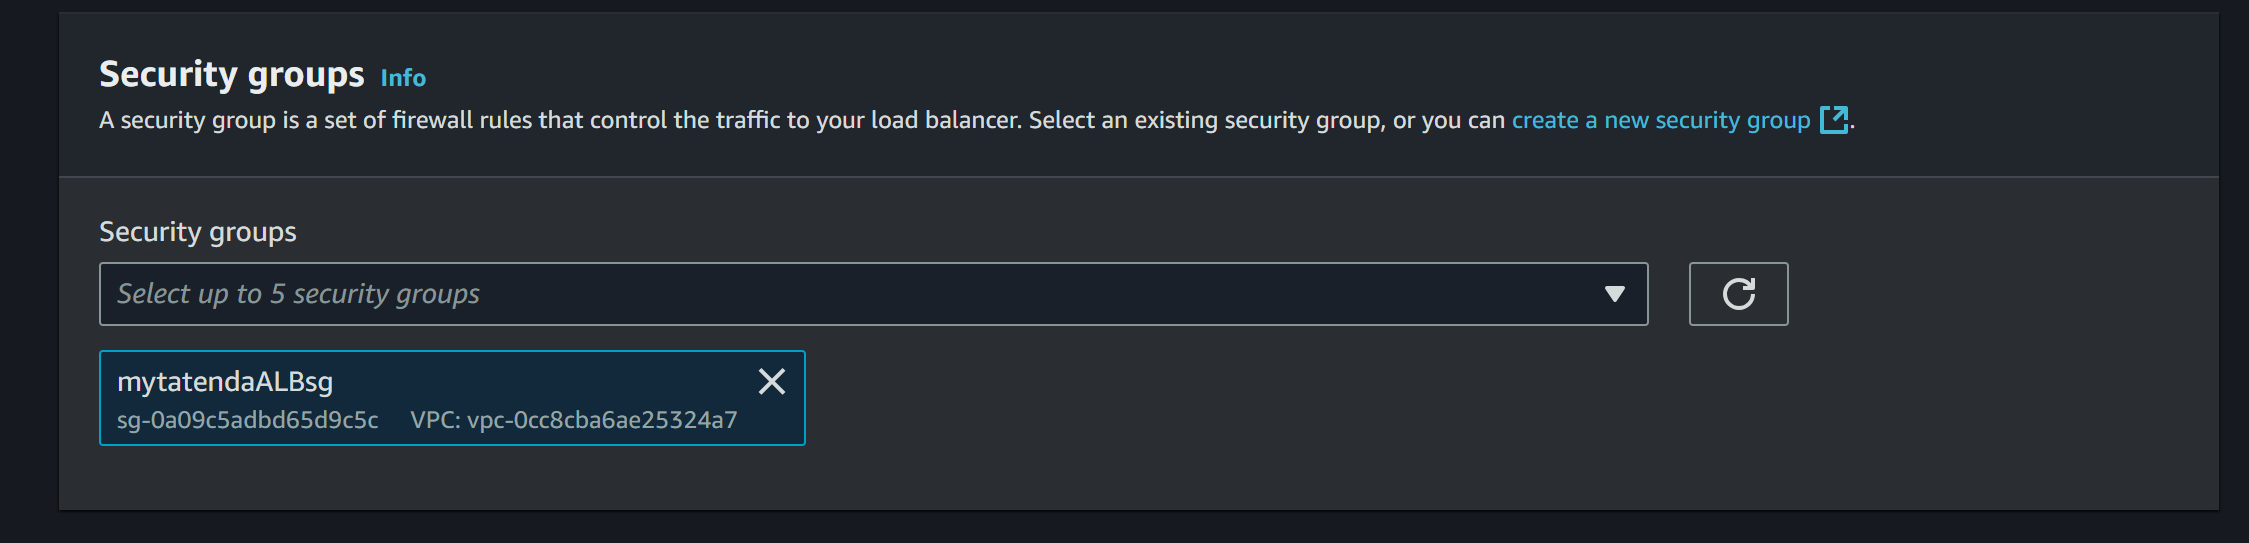 Security groups Info
A security group is a set of firewall rules that control the traffic to your load balancer. Select an existing security group, or you can create a new security group .
Security groups
Select up to 5 security groups
mytatendaALBsg
sg-0a09c5adbd65d9c5c VPC: vpc-0cc8cba6ae25324a7